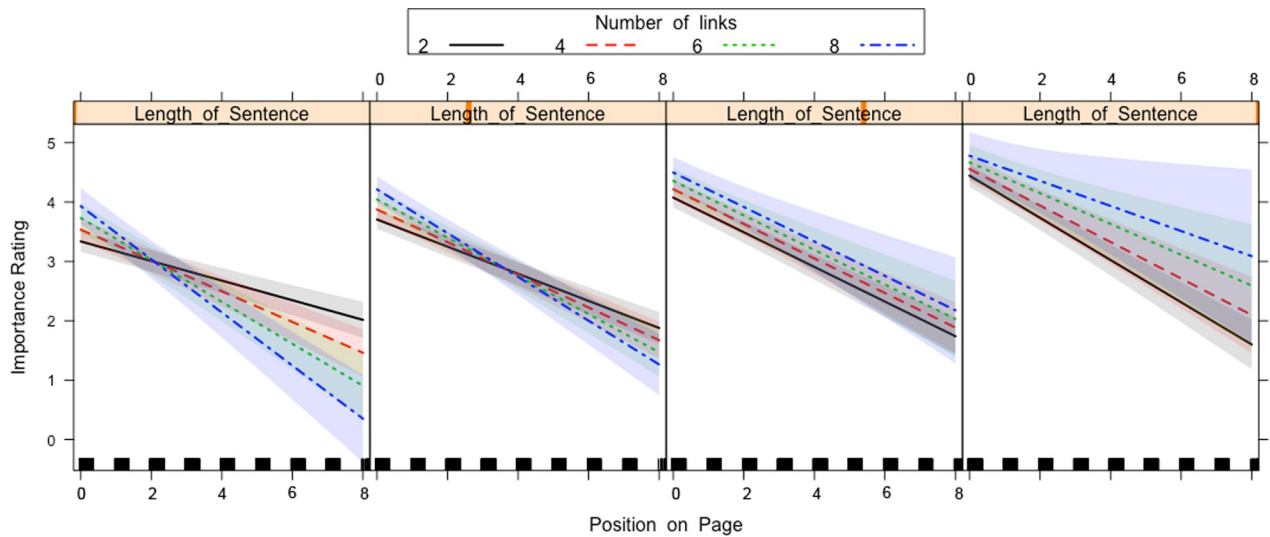 Number of links
2 4 6 8
0 2 4 6 8 0 2 4 6 8
Length_of_Sentence Length_of_Sentence Length_of_Sentence Length_of_Sentence
5
4
3
2
1
0
Importance Rating
0 2 4 6 8 0 2 4 6 8
Position on Page